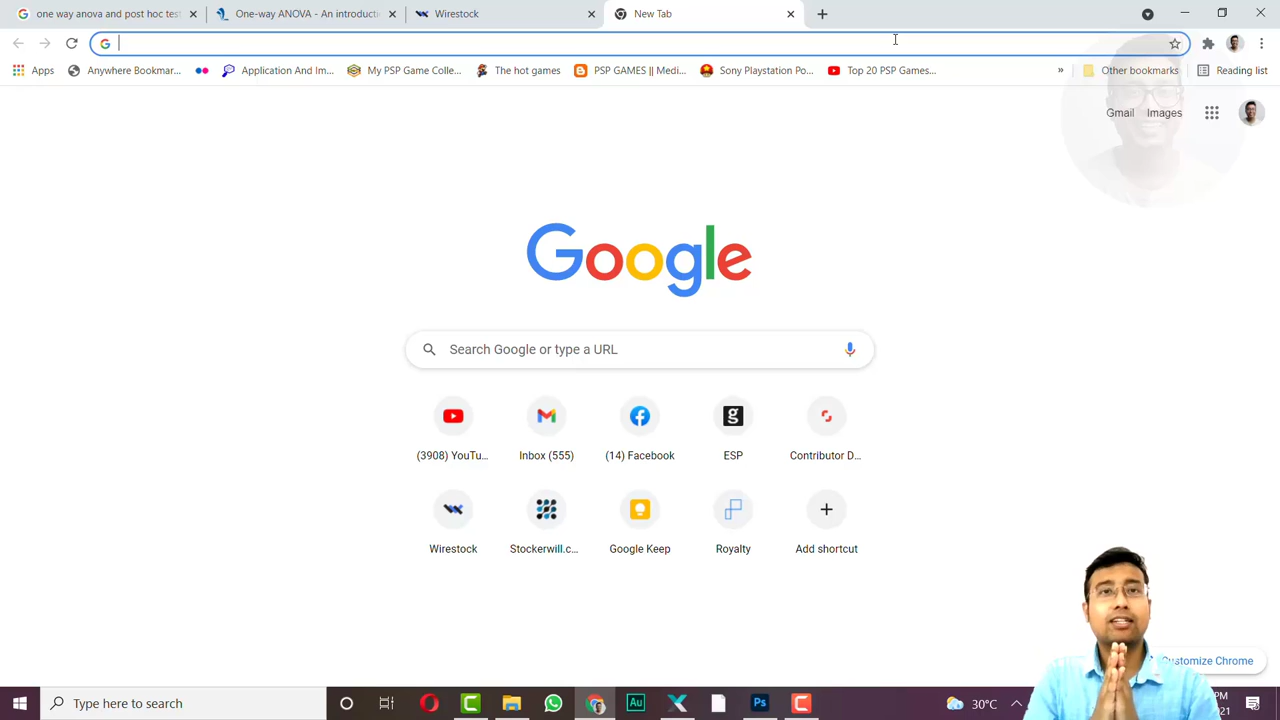 one way anova and post hoc test
One-way ANOVA - An introductic
Wirestock
New Tab
Apps
Anywhere Bookmar...
Application And Im...
My PSP Game Colle...
The hot games
PSP GAMES || Medi...
Sony Playstation Po...
Top 20 PSP Games...
»
Other bookmarks
Reading list
Gmail
Images
Google
Search Google or type a URL
(3908) YouTu...
Inbox (555)
(14) Facebook
ESP
Contributor D...
Wirestock
Stockerwill.c...
Google Keep
Royalty
Add shortcut
Customize Chrome
Type here to search
30°C